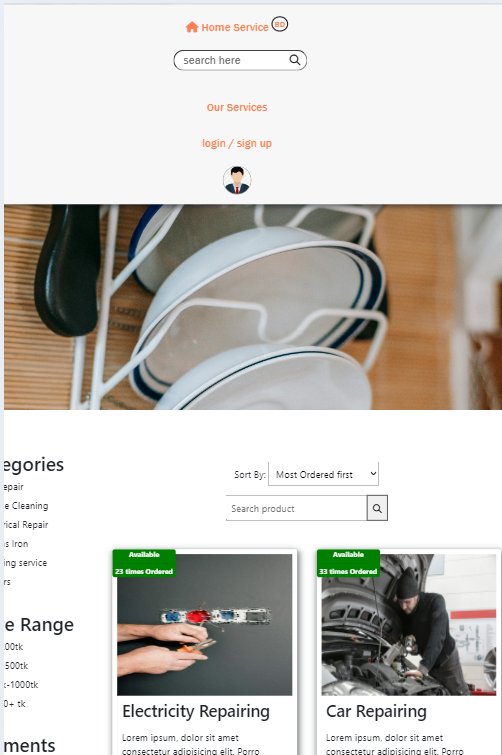 Home Service BD
search here
Our Services
login / sign up
egories
epair
e Cleaning
rical Repair
ns Iron
ing service
rs
e Range
00tk
500tk
-1000tk
0+ tk
ments
Sort By: Most Ordered first
Search product
Available
23 times Ordered
Electricity Repairing
Lorem ipsum, dolor sit amet
consectetur adipisicing elit. Porro
Available
33 times Ordered
Car Repairing
Lorem ipsum, dolor sit amet
consectetur adipisicing elit. Porro